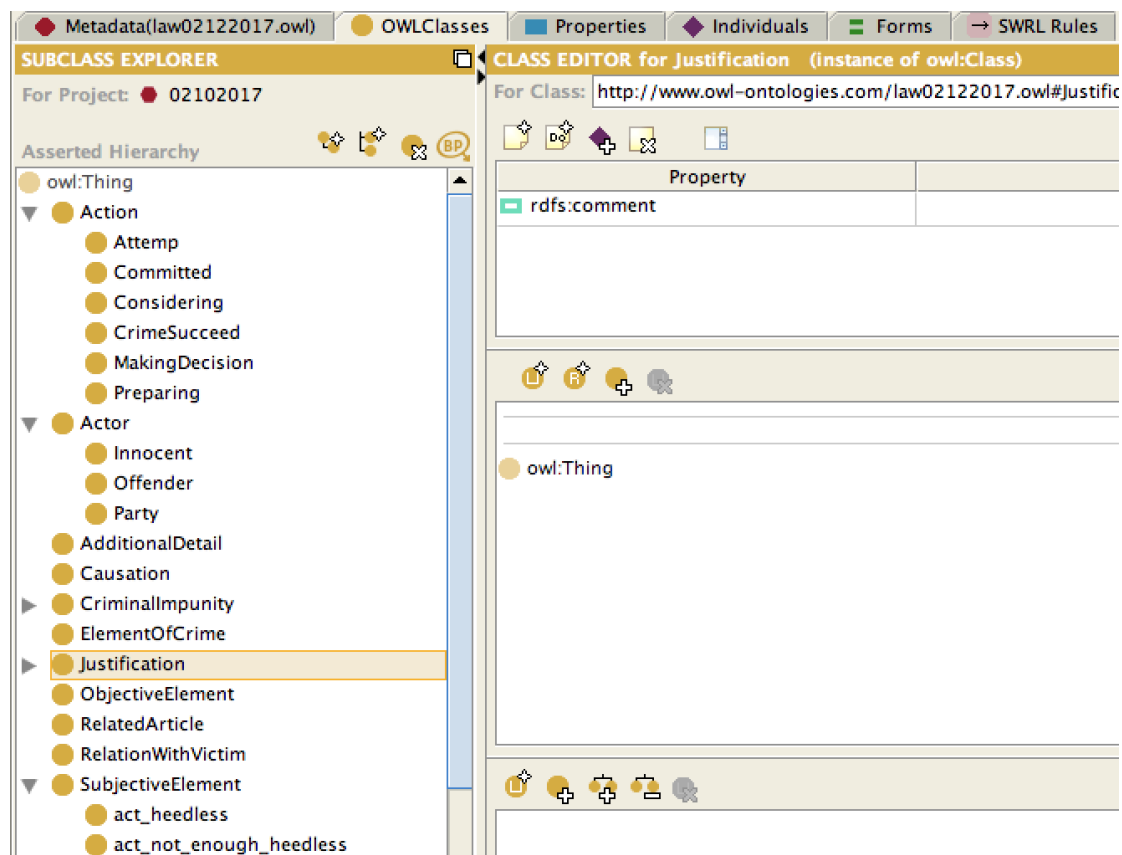 Metadata(law02122017.owl) OWLClasses Properties Individuals Forms SWRL Rules
SUBCLASS EXPLORER
For Project: 02102017
Asserted Hierarchy
BP
owl:Thing
Action
Attemp
Committed
Considering
CrimeSucceed
MakingDecision
Preparing
Actor
Innocent
Offender
Party
AdditionalDetail
Causation
CriminalImpunity
ElementOfCrime
Justification
ObjectiveElement
RelatedArticle
RelationWithVictim
SubjectiveElement
act_heedless
act_not_enough_heedless
CLASS EDITOR for Justification (instance of owl:Class)
For Class: http://www.owl-ontologies.com/law02122017.owl#Justific
Property
rdfs:comment
owl:Thing